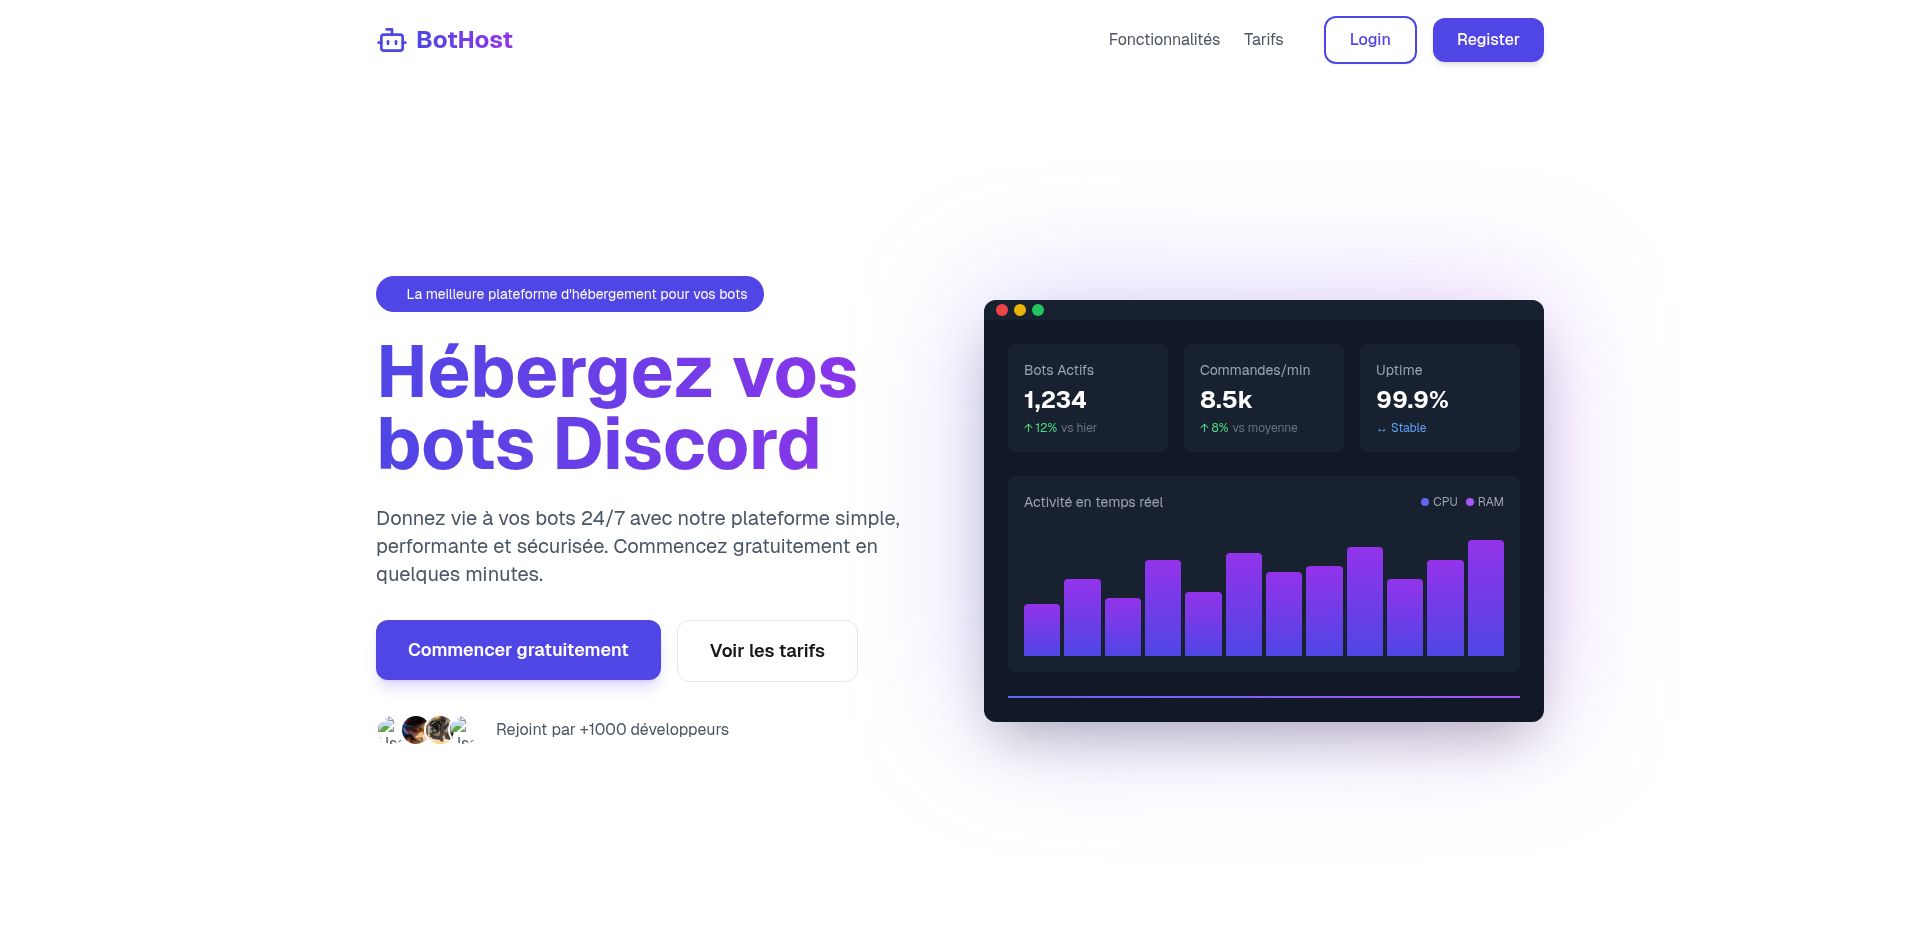 BotHost
Fonctionnalités
Tarifs
Login
Register
La meilleure plateforme d'hébergement pour vos bots
Hébergez vos
bots Discord
Donnez vie à vos bots 24/7 avec notre plateforme simple,
performante et sécurisée. Commencez gratuitement en
quelques minutes.
Commencer gratuitement
Voir les tarifs
Rejoint par +1000 développeurs
Bots Actifs
1,234
↑ 12% vs hier
Commandes/min
8.5k
↑ 8% vs moyenne
Uptime
99.9%
↔ Stable
Activité en temps réel
CPU
RAM